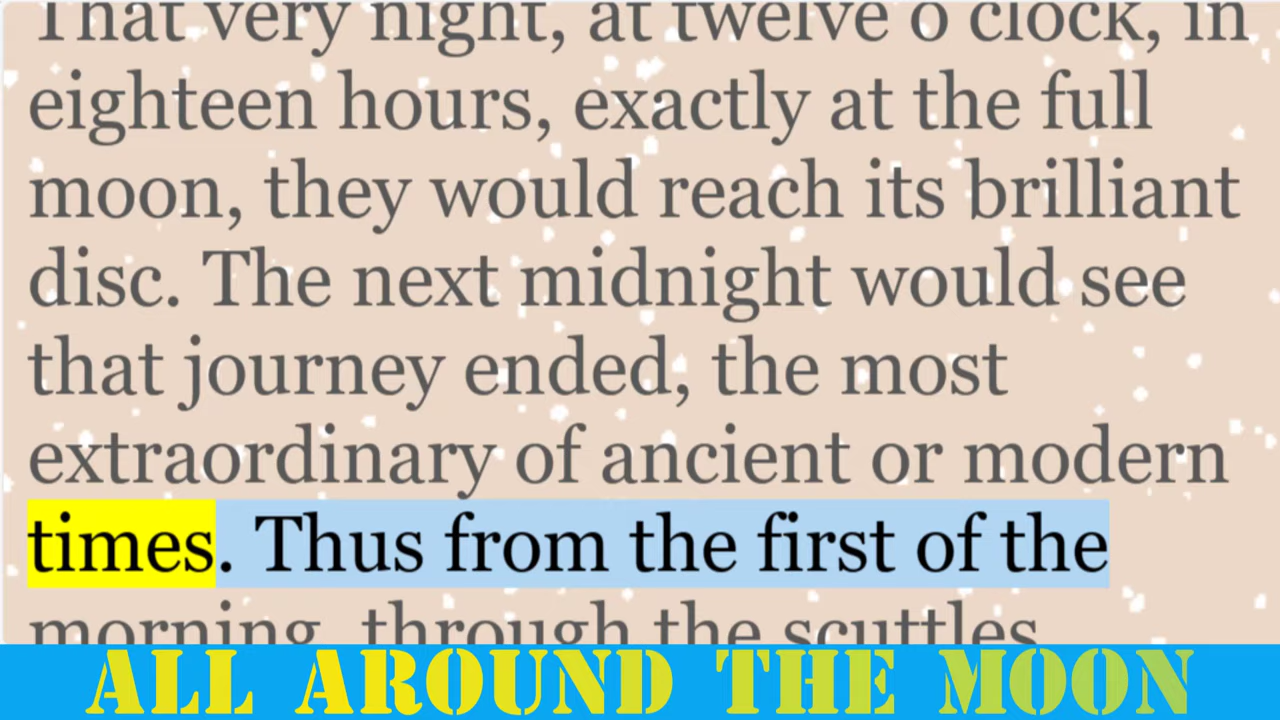 That very night, at twelve o'clock, in
eighteen hours, exactly at the full
moon, they would reach its brilliant
disc. The next midnight would see
that journey ended, the most
extraordinary of ancient or modern
times. Thus from the first of the
morning, through the scuttles
ALL AROUND THE MOON